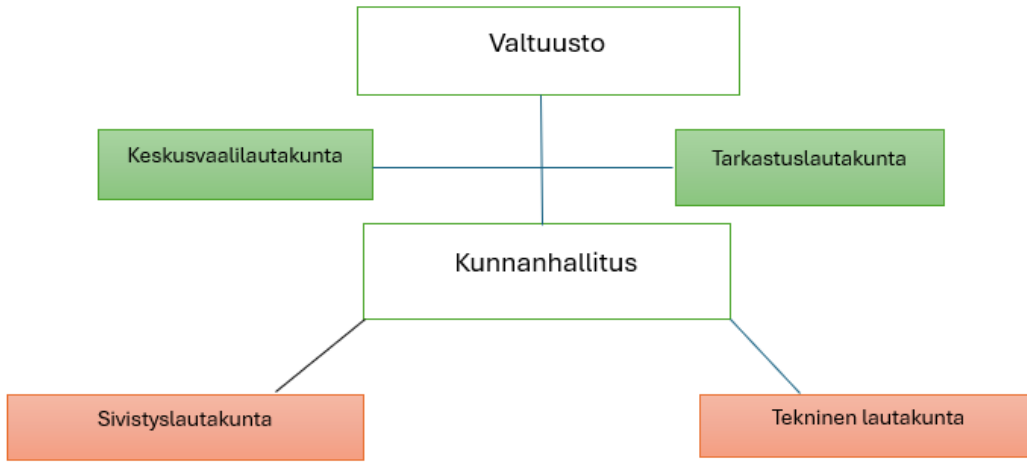 Valtuusto
Keskusvaalilautakunta
Tarkastuslautakunta
Kunnanhallitus
Sivistyslautakunta
Tekninen lautakunta